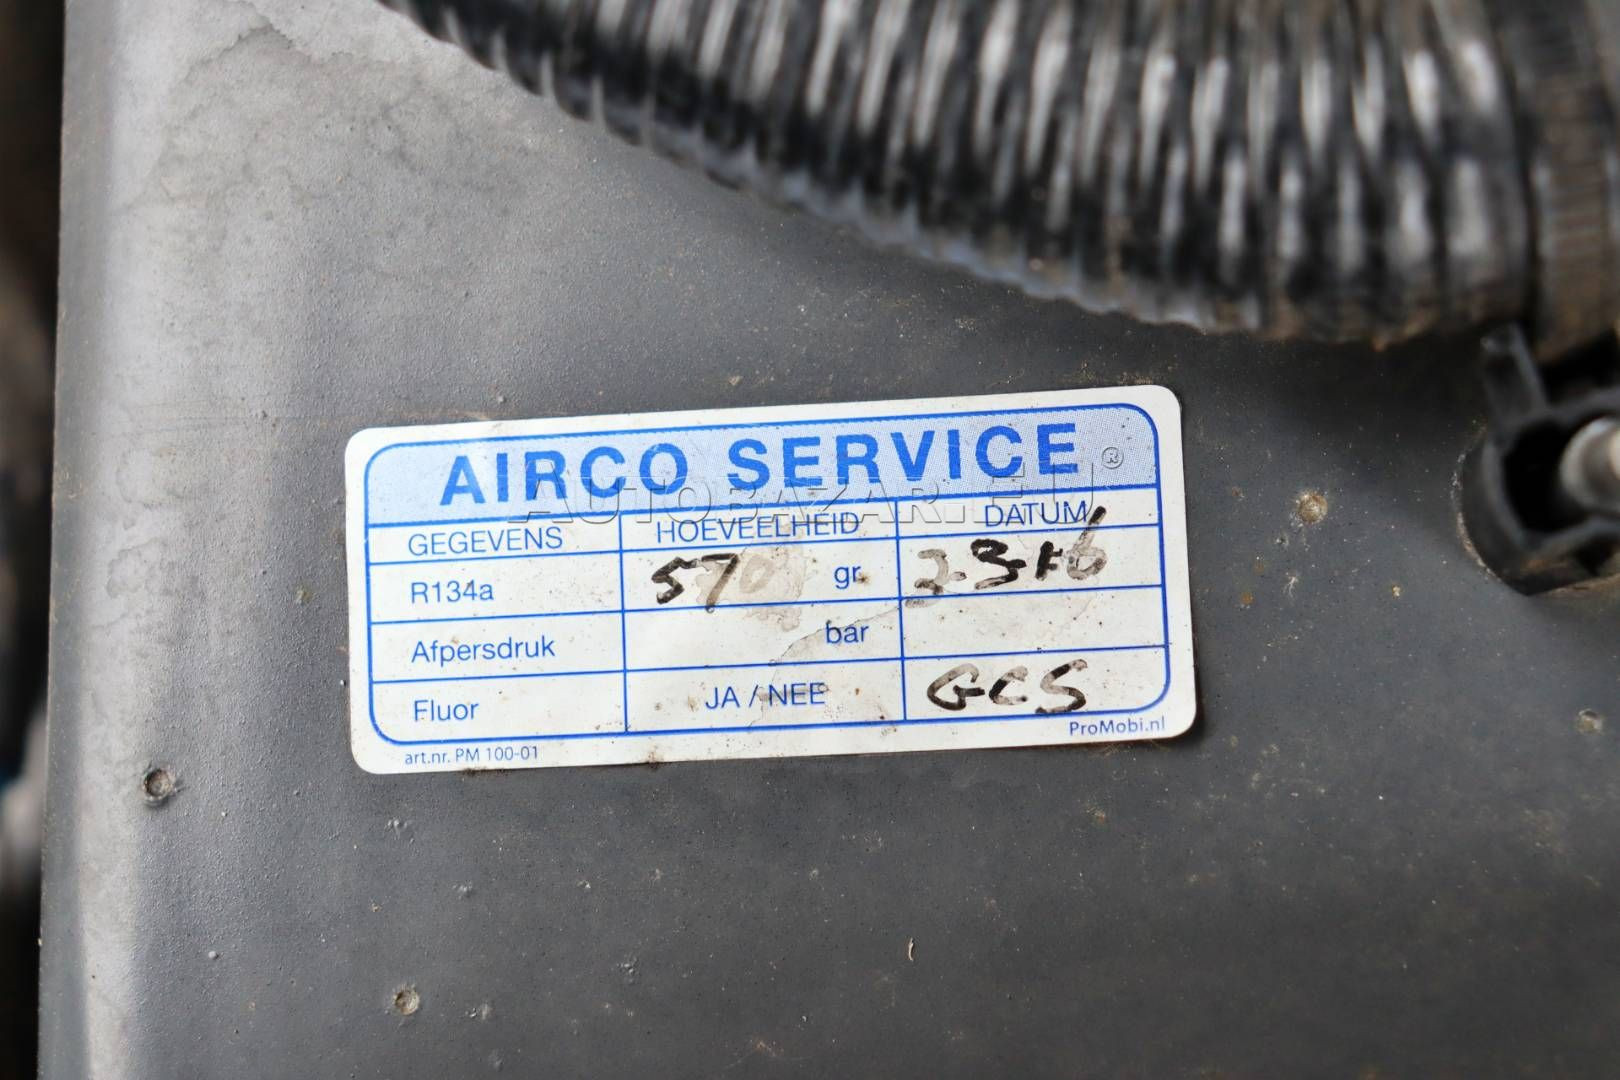 AIRCO SERVICE ®
AUTOBAZAR.EU
GEGEVENS HOEVEELHEID DATUM
R134a 570 gr
Afpersdruk bar
Fluor JA / NEE GCS
art.nr. PM 100-01 ProMobi.nl